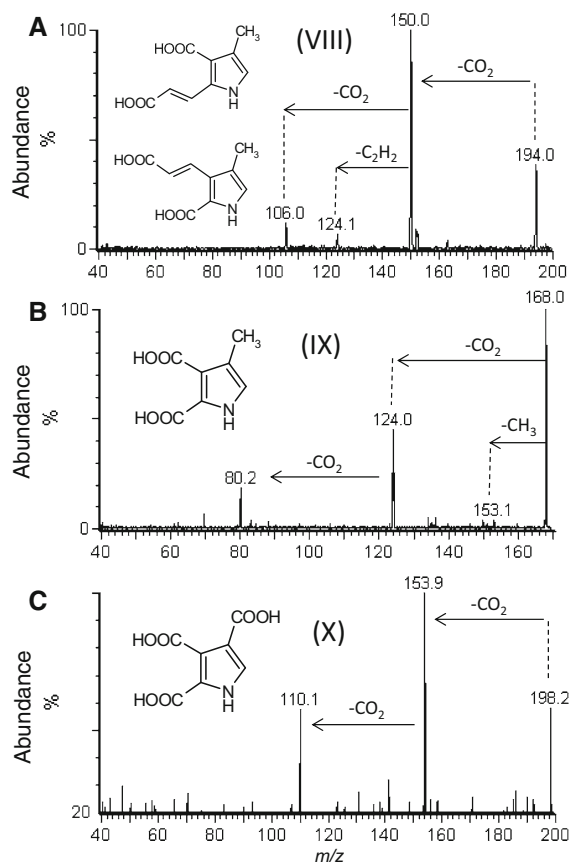 A
(VIII)
100
150.0
Abundance
%
HOOC
CH₃
HOOC
NH
HOOC
CH₃
HOOC
NH
-CO₂
-CO₂
-C₂H₂
194.0
106.0
124.1
0
40 60 80 100 120 140 160 180 200
B
(IX)
100
168.0
Abundance
%
CH₃
HOOC
HOOC
NH
-CO₂
124.0
-CH₃
-CO₂
80.2
153.1
0
40 60 80 100 120 140 160
C
(X)
153.9
Abundance
%
COOH
HOOC
HOOC
NH
-CO₂
198.2
110.1
-CO₂
20
40 60 80 100 120 140 160 180 200
m/z